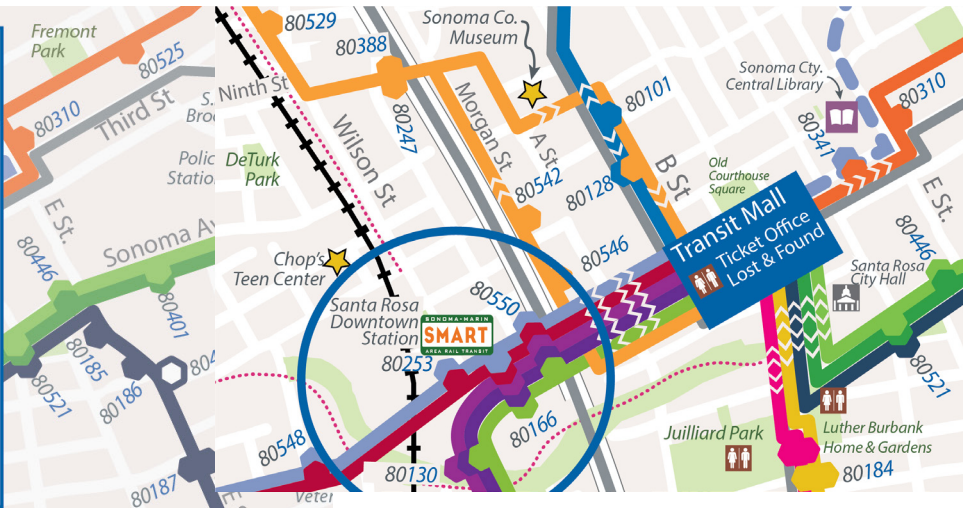 Fremont
Park
80525
80310
Third St
E St.
80446
Sonoma Av
80401
80521
80185
80186
80187
Ninth St
80529
80388
80247
Sonoma Co.
Museum
Wilson St
Morgan St
A St
80542
80101
80128
B St
80546
Old
Courthouse
Square
Sonoma Cty.
Central Library
80341
80310
E St.
DeTurk
Park
Chop's
Teen Center
Santa Rosa
Downtown
Station
SONOMA-MARIN
SMART
AREA RAIL TRANSIT
80550
80253
80548
80130
80166
Transit Mall
Ticket Office
Lost & Found
80446
Santa Rosa
City Hall
80521
Juilliard Park
Luther Burbank
Home & Gardens
80184